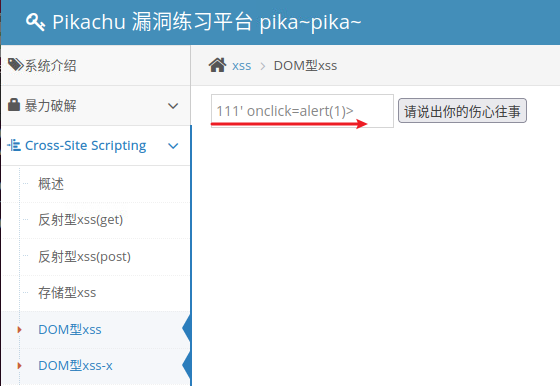 Pikachu 漏洞练习平台 pika~pika~
系统介绍
xss > DOM型xss
暴力破解
111' onclick=alert(1)>
请说出你的伤心往事
Cross-Site Scripting
概述
反射型xss(get)
反射型xss(post)
存储型xss
DOM型xss
DOM型xss-x